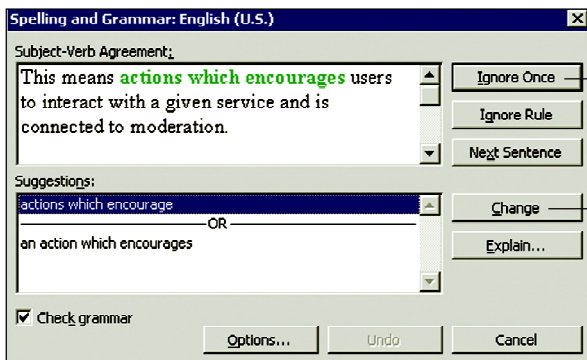 Spelling and Grammar: English (U.S.)
Subject-Verb Agreement:
This means actions which encourages users
to interact with a given service and is
connected to moderation.
Ignore Once
Ignore Rule
Next Sentence
Suggestions:
actions which encourage
OR
an action which encourages
Change
Explain...
Check grammar
Options...
Undo
Cancel